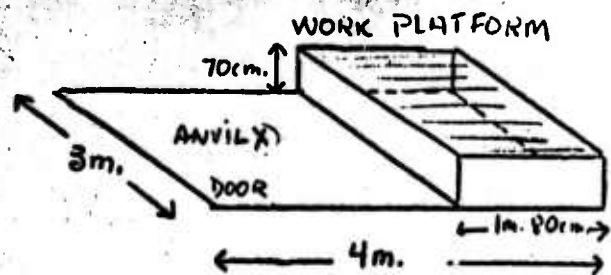 WORK PLATFORM
70cm.
ANVIL X
3m.
DOOR
1m. 80cm.
4m.